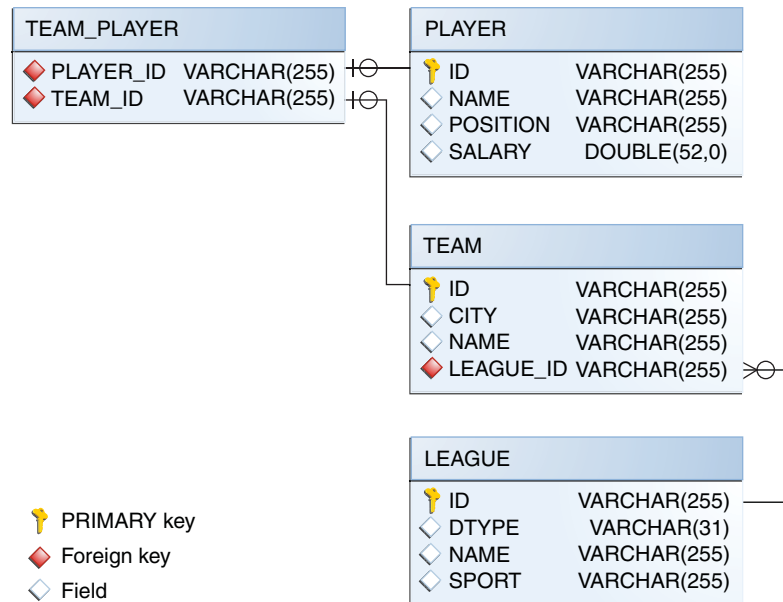 TEAM_PLAYER
PLAYER_ID VARCHAR(255)
TEAM_ID VARCHAR(255)
PLAYER
ID VARCHAR(255)
NAME VARCHAR(255)
POSITION VARCHAR(255)
SALARY DOUBLE(52,0)
TEAM
ID VARCHAR(255)
CITY VARCHAR(255)
NAME VARCHAR(255)
LEAGUE_ID VARCHAR(255)
LEAGUE
ID VARCHAR(255)
DTYPE VARCHAR(31)
NAME VARCHAR(255)
SPORT VARCHAR(255)
PRIMARY key
Foreign key
Field